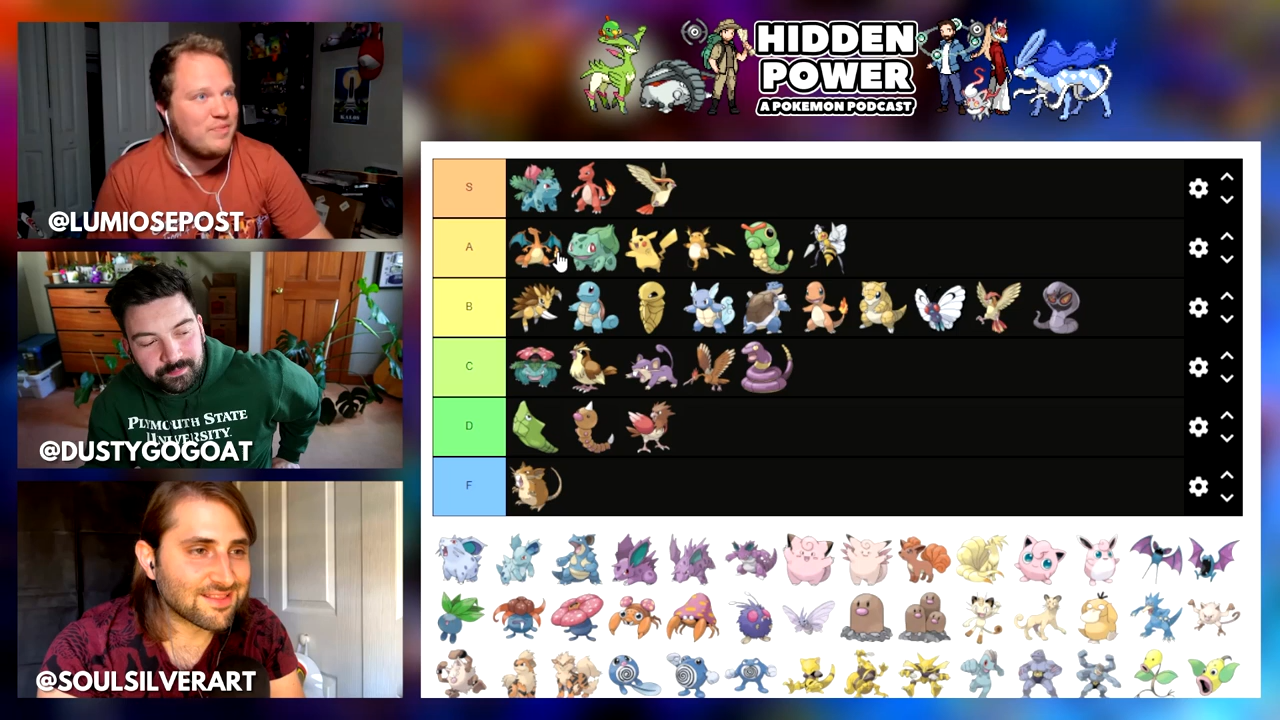 HIDDEN
POWER
A POKEMON PODCAST
@LUMIOSEPOST
PLYMOUTH STATE
UNIVERSITY
@DUSTYGOGOAT
@SOULSILVERART
S
A
B
C
D
F